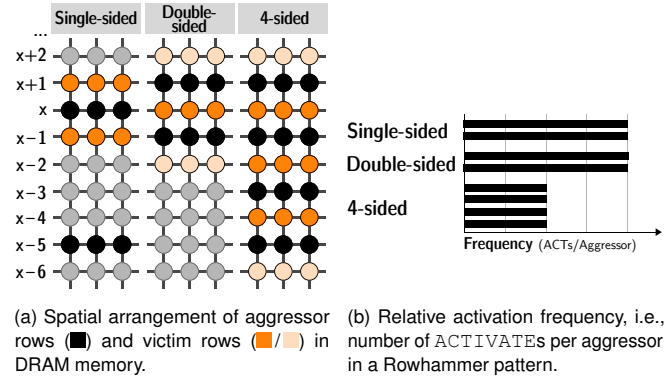 Single-sided
Double-
sided
4-sided
...
x+2
x+1
x
x−1
x−2
x−3
x−4
x−5
x−6
Single-sided
Double-sided
4-sided
Frequency (ACTs/Aggressor)
(a) Spatial arrangement of aggressor
rows (■) and victim rows (■/■) in
DRAM memory.
(b) Relative activation frequency, i.e.,
number of ACTIVATEs per aggressor
in a Rowhammer pattern.